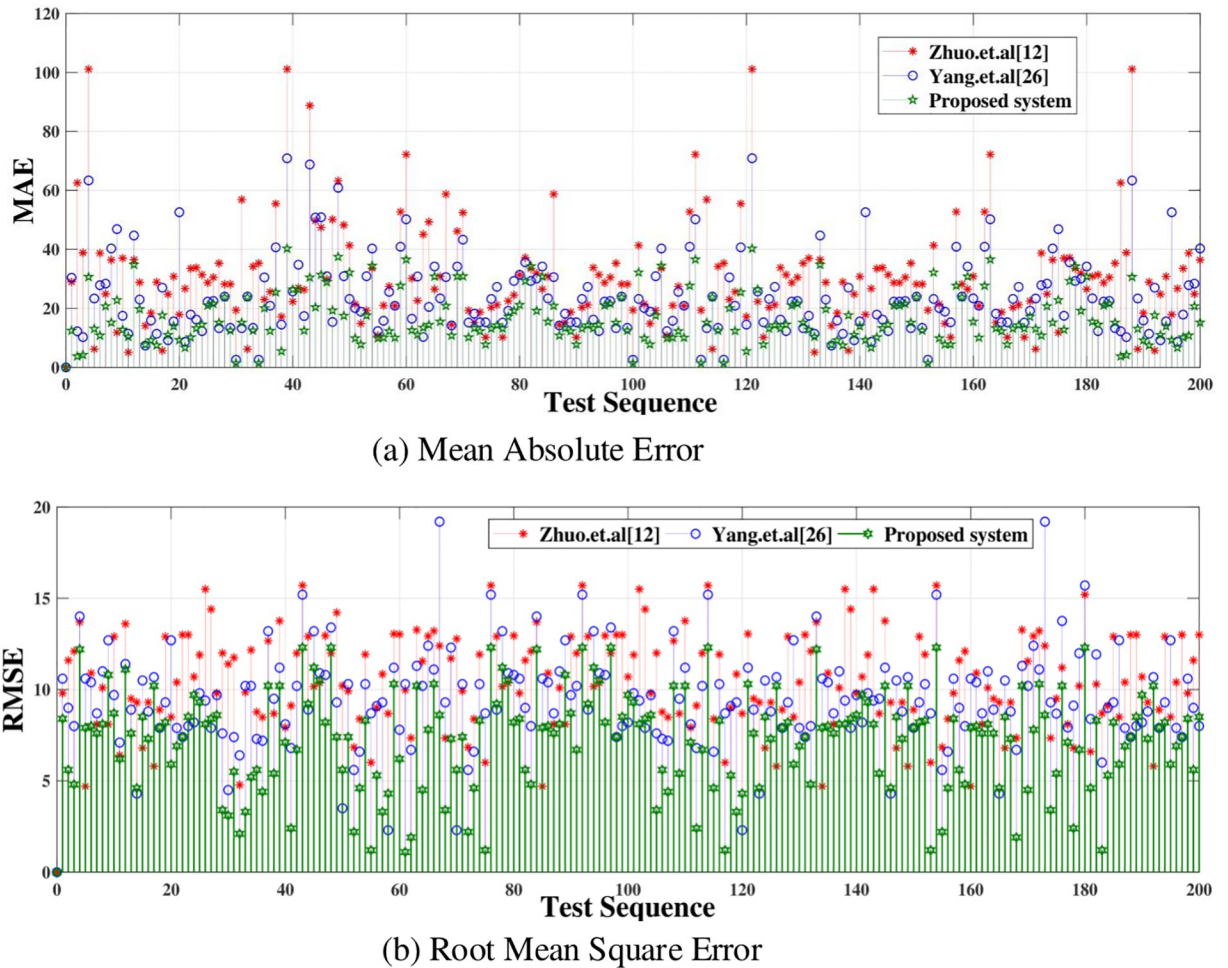 120
100
80
60
40
20
0
MAE
Zhuo.et.al[12]
Yang.et.al[26]
Proposed system
0 20 40 60 80 100 120 140 160 180 200
Test Sequence
(a) Mean Absolute Error
20
15
10
5
0
RMSE
Zhuo.et.al[12] Yang.et.al[26] Proposed system
0 20 40 60 80 100 120 140 160 180 200
Test Sequence
(b) Root Mean Square Error